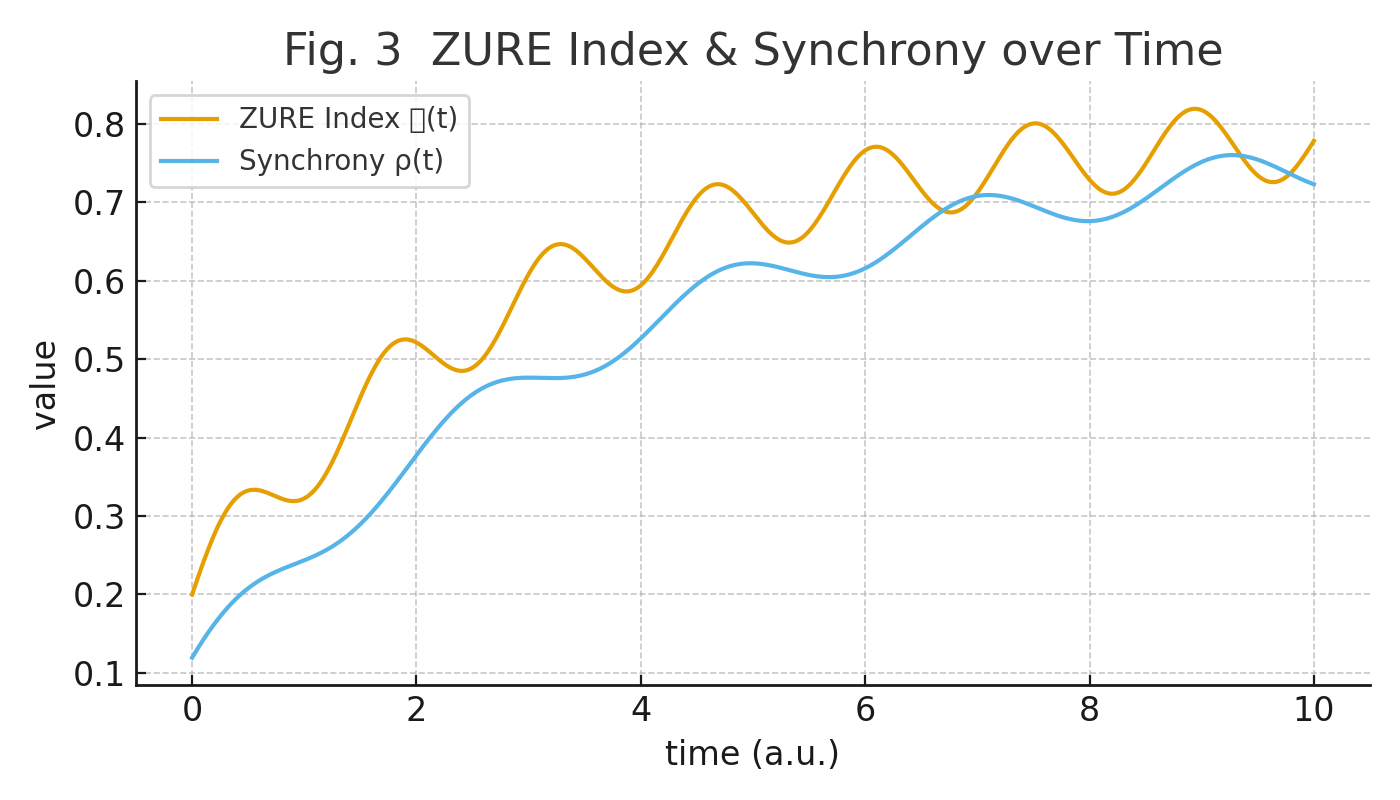 Fig. 3 ZURE Index & Synchrony over Time
ZURE Index (t)
Synchrony ρ(t)
value
0.8
0.7
0.6
0.5
0.4
0.3
0.2
0.1
0 2 4 6 8 10
time (a.u.)